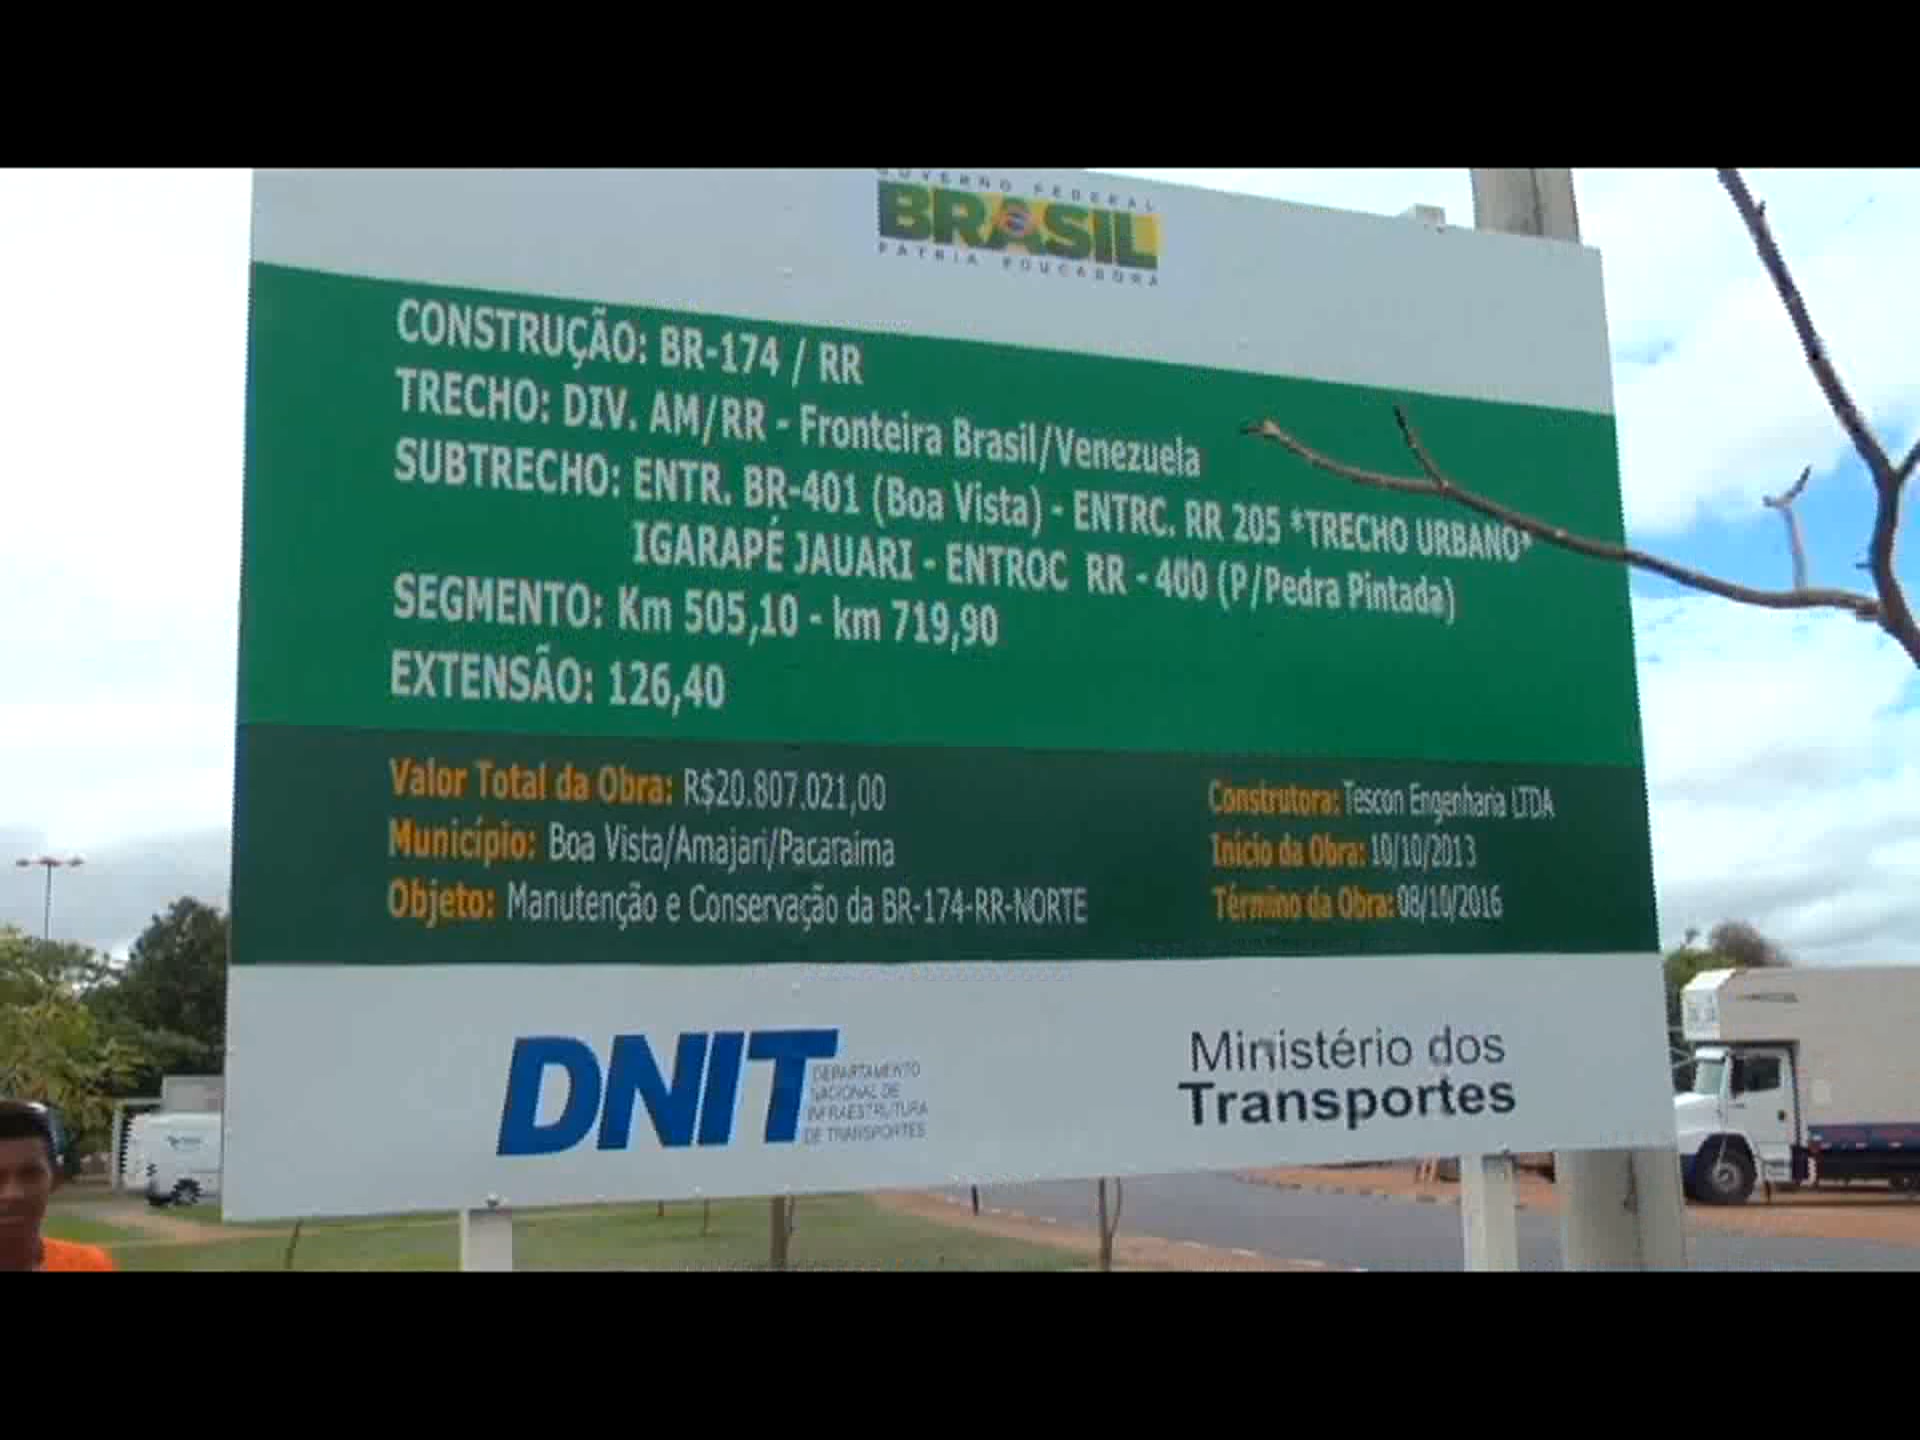 GOVERNO FEDERAL
BRASIL
PÁTRIA EDUCADORA
CONSTRUÇÃO: BR-174 / RR
TRECHO: DIV. AM/RR - Fronteira Brasil/Venezuela
SUBTRECHO: ENTR. BR-401 (Boa Vista) - ENTRC. RR 205 *TRECHO URBANO*
IGARAPÉ JAUARI - ENTROC RR - 400 (P/Pedra Pintada)
SEGMENTO: Km 505,10 - km 719,90
EXTENSÃO: 126,40
Valor Total da Obra: R$20.807.021,00
Construtora: Tescon Engenharia LTDA
Município: Boa Vista/Amajari/Pacaraima
Início da Obra: 10/10/2013
Objeto: Manutenção e Conservação da BR-174-RR-NORTE
Término da Obra: 08/10/2016
DNIT
DEPARTAMENTO
NACIONAL DE
INFRAESTRUTURA
DE TRANSPORTES
Ministério dos
Transportes